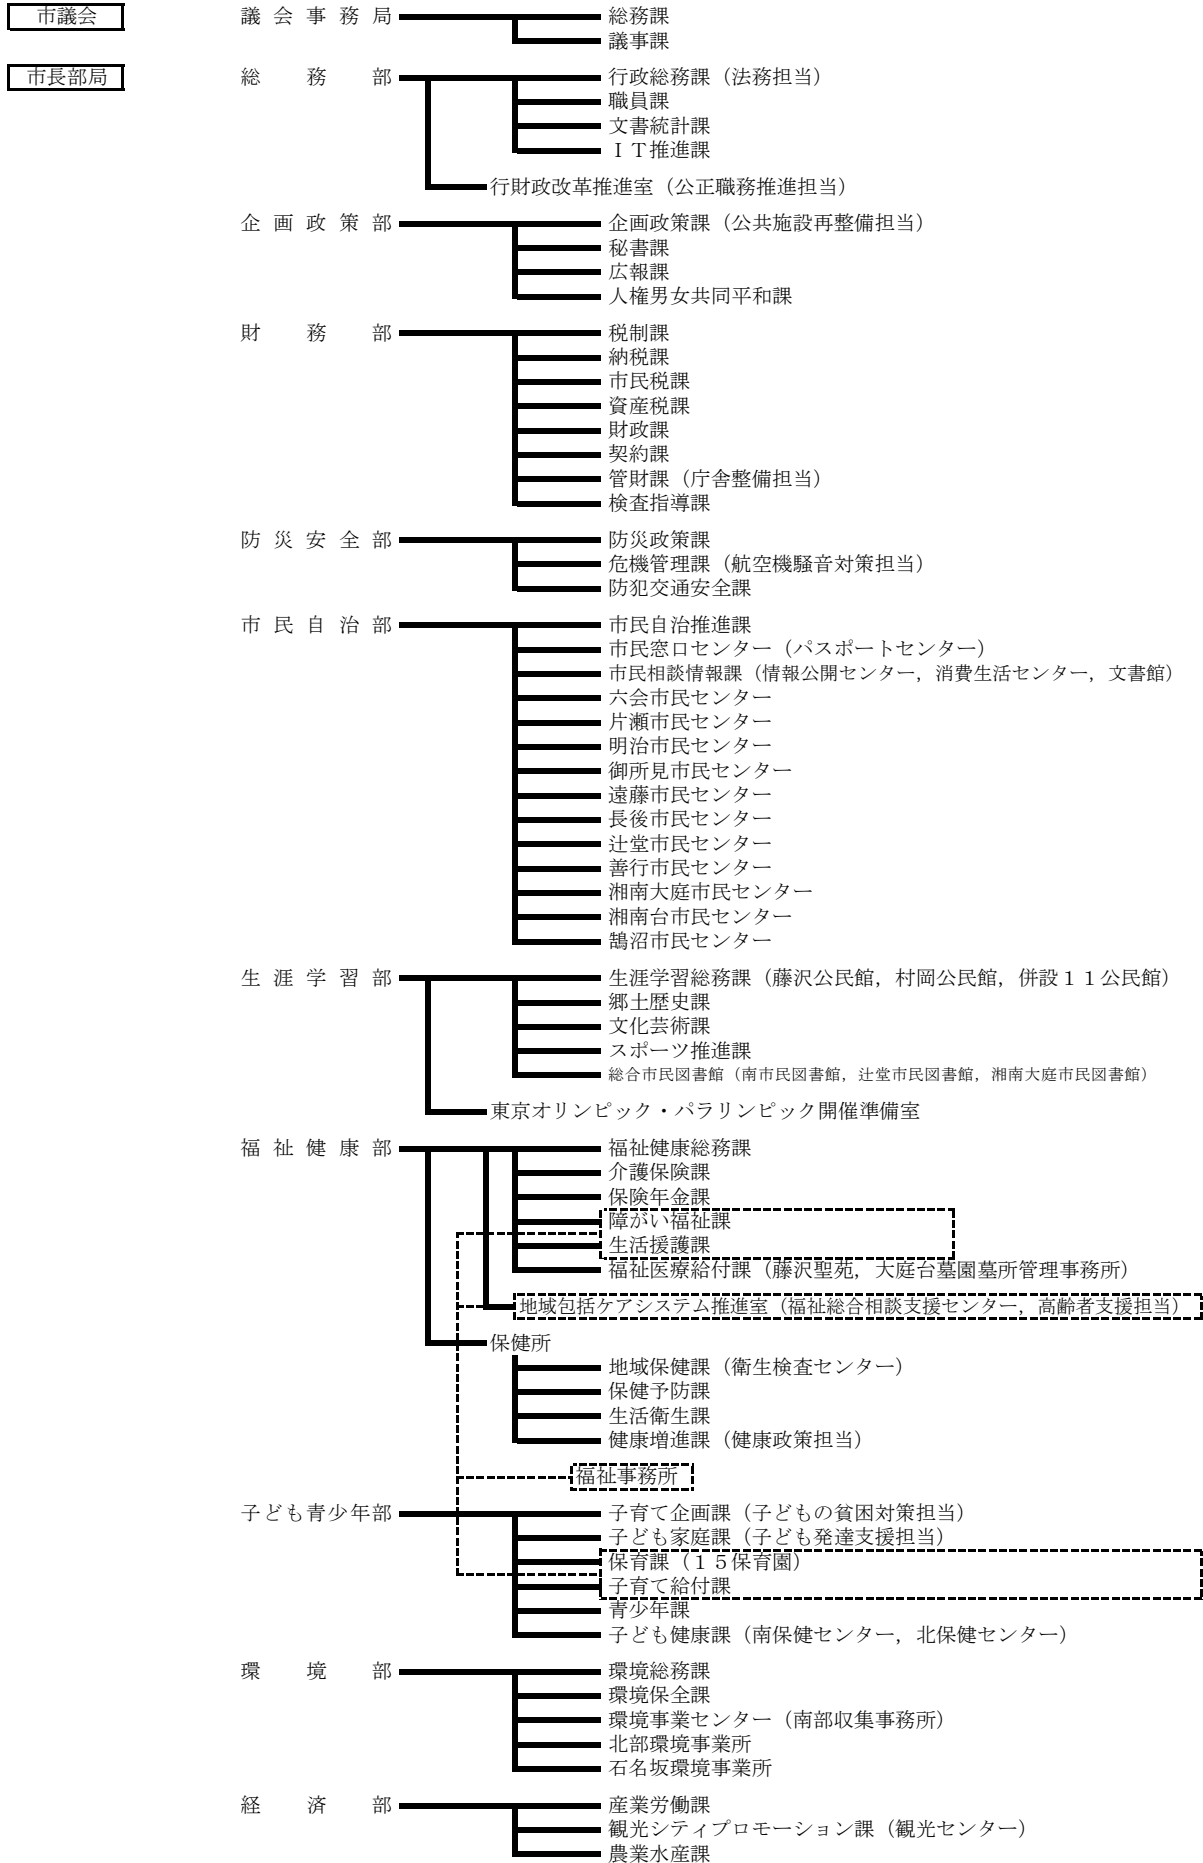 市議会　議会事務局　総務課
議事課
市長部局　総務部　行政総務課（法務担当）
職員課
文書統計課
ＩＴ推進課
行財政改革推進室（公正職務推進担当）
企画政策部　企画政策課（公共施設再整備担当）
秘書課
広報課
人権男女共同平和課
財務部　税制課
納税課
市民税課
資産税課
財政課
契約課
管財課（庁舎整備担当）
検査指導課
防災安全部　防災政策課
危機管理課（航空機騒音対策担当）
防犯交通安全課
市民自治部　市民自治推進課
市民窓口センター（パスポートセンター）
市民相談情報課（情報公開センター，消費生活センター，文書館）
六会市民センター
片瀬市民センター
明治市民センター
御所見市民センター
遠藤市民センター
長後市民センター
辻堂市民センター
善行市民センター
湘南大庭市民センター
湘南台市民センター
鵠沼市民センター
生涯学習部　生涯学習総務課（藤沢公民館，村岡公民館，併設１１公民館）
郷土歴史課
文化芸術課
スポーツ推進課
総合市民図書館（南市民図書館，辻堂市民図書館，湘南大庭市民図書館）
東京オリンピック・パラリンピック開催準備室
福祉健康部　福祉健康総務課
介護保険課
保険年金課
障がい福祉課
生活援護課
福祉医療給付課（藤沢聖苑，大庭台墓園墓所管理事務所）
地域包括ケアシステム推進室（福祉総合相談支援センター，高齢者支援担当）
保健所
地域保健課（衛生検査センター）
保健予防課
生活衛生課
健康増進課（健康政策担当）
福祉事務所
子ども青少年部　子育て企画課（子どもの貧困対策担当）
子ども家庭課（子ども発達支援担当）
保育課（１５保育園）
子育て給付課
青少年課
子ども健康課（南保健センター，北保健センター）
環境部　環境総務課
環境保全課
環境事業センター（南部収集事務所）
北部環境事業所
石名坂環境事業所
経済部　産業労働課
観光シティプロモーション課（観光センター）
農業水産課